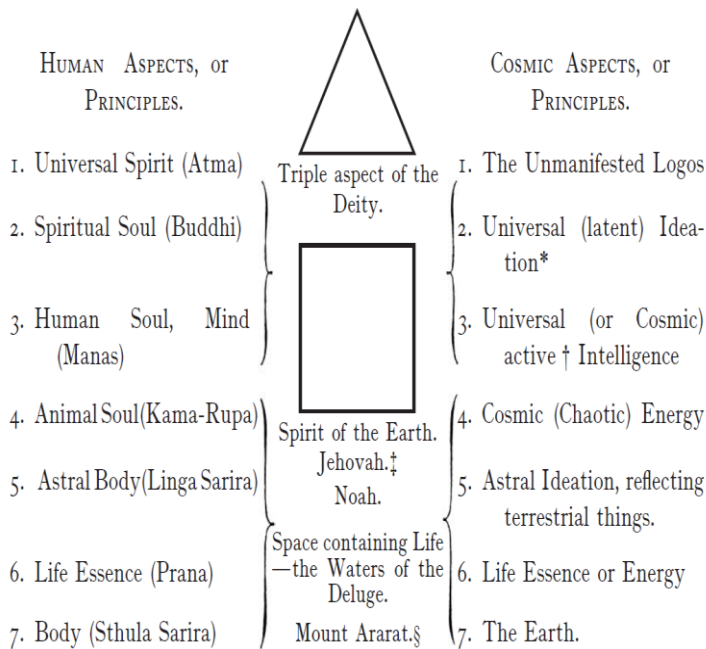 Human Aspects, or
Principles.
1. Universal Spirit (Atma)
2. Spiritual Soul (Buddhi)
3. Human Soul, Mind
(Manas)
4. Animal Soul(Kama-Rupa)
5. Astral Body(Linga Sarira)
6. Life Essence (Prana)
7. Body (Sthula Sarira)
Triple aspect of the
Deity.
Spirit of the Earth.
Jehovah.‡
Noah.
Space containing Life
—the Waters of the
Deluge.
Mount Ararat.§
Cosmic Aspects, or
Principles.
1. The Unmanifested Logos
2. Universal (latent) Idea-
tion*
3. Universal (or Cosmic)
active † Intelligence
4. Cosmic (Chaotic) Energy
5. Astral Ideation, reflecting
terrestrial things.
6. Life Essence or Energy
7. The Earth.